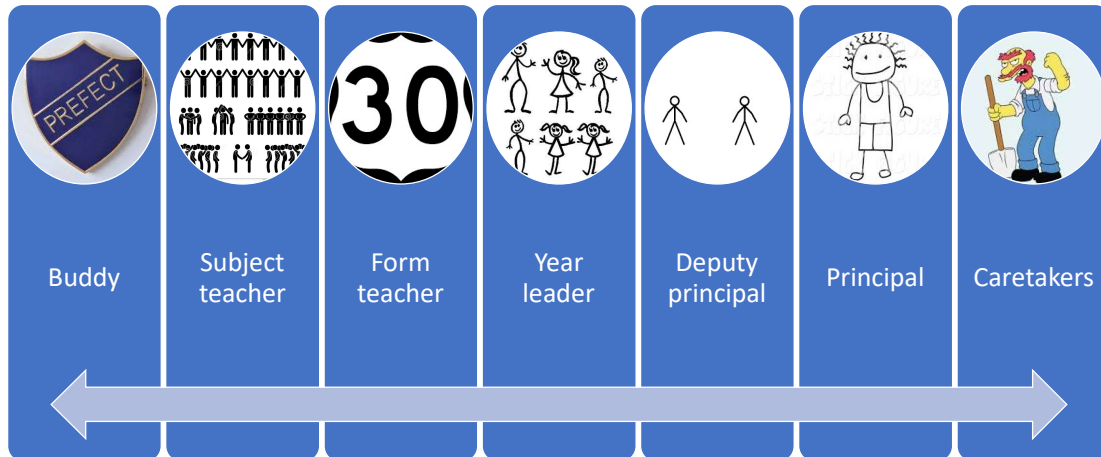 PREFECT
30
Buddy
Subject
teacher
Form
teacher
Year
leader
Deputy
principal
Principal
Caretakers